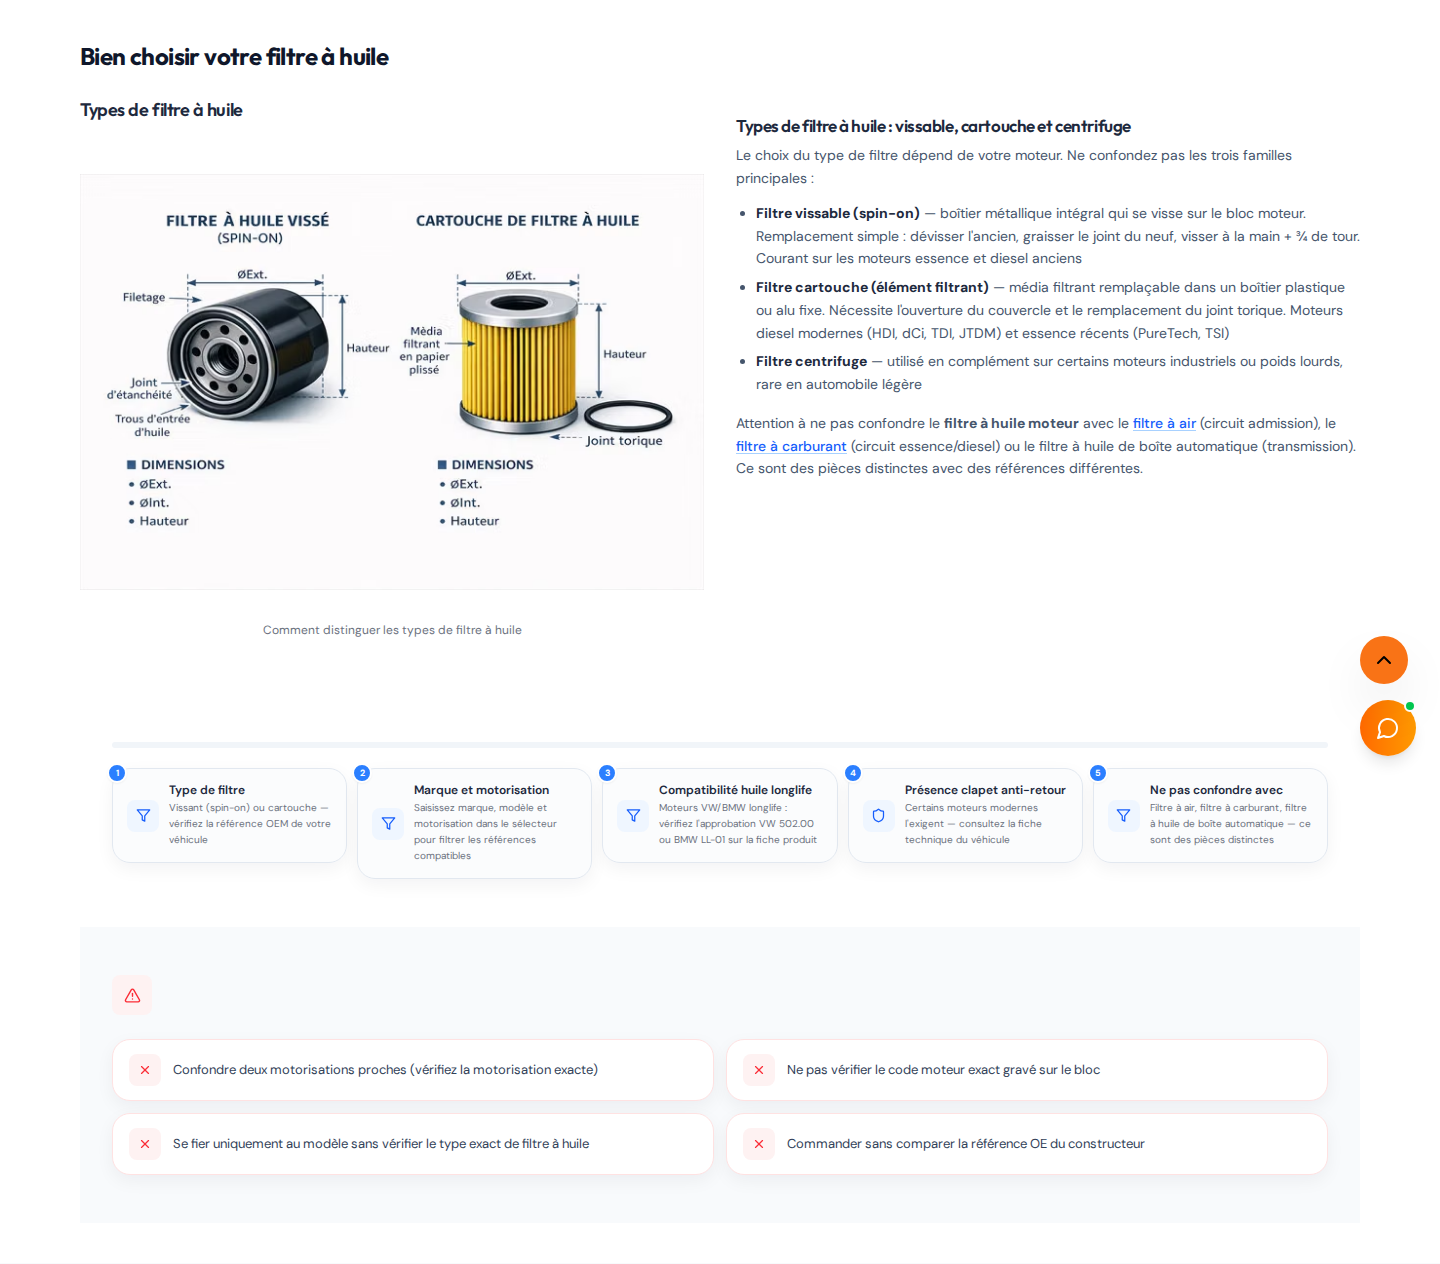 Bien choisir votre filtre à huile
Types de filtre à huile
FILTRE À HUILE VISSÉ
(SPIN-ON)
øExt.
Filetage
Hauteur
Joint
d'étanchéité
Trous d'entrée
d'huile
■ DIMENSIONS
• øExt.
• øInt.
• Hauteur
CARTOUCHE DE FILTRE À HUILE
øExt.
Mèdia
filtrant
en papier
plissé
Hauteur
Joint torique
■ DIMENSIONS
• øExt.
• øInt.
• Hauteur
Comment distinguer les types de filtre à huile
Types de filtre à huile : vissable, cartouche et centrifuge
Le choix du type de filtre dépend de votre moteur. Ne confondez pas les trois familles
principales :
• Filtre vissable (spin-on) — boîtier métallique intégral qui se visse sur le bloc moteur.
Remplacement simple : dévisser l'ancien, graisser le joint du neuf, visser à la main + ¾ de tour.
Courant sur les moteurs essence et diesel anciens
• Filtre cartouche (élément filtrant) — média filtrant remplaçable dans un boîtier plastique
ou alu fixe. Nécessite l'ouverture du couvercle et le remplacement du joint torique. Moteurs
diesel modernes (HDI, dCi, TDI, JTDM) et essence récents (PureTech, TSI)
• Filtre centrifuge — utilisé en complément sur certains moteurs industriels ou poids lourds,
rare en automobile légère
Attention à ne pas confondre le filtre à huile moteur avec le filtre à air (circuit admission), le
filtre à carburant (circuit essence/diesel) ou le filtre à huile de boîte automatique (transmission).
Ce sont des pièces distinctes avec des références différentes.
1
Type de filtre
Vissant (spin-on) ou cartouche —
vérifiez la référence OEM de votre
véhicule
2
Marque et motorisation
Saisissez marque, modèle et
motorisation dans le sélecteur
pour filtrer les références
compatibles
3
Compatibilité huile longlife
Moteurs VW/BMW longlife :
vérifiez l'approbation VW 502.00
ou BMW LL-01 sur la fiche produit
4
Présence clapet anti-retour
Certains moteurs modernes
l'exigent — consultez la fiche
technique du véhicule
5
Ne pas confondre avec
Filtre à air, filtre à carburant, filtre
à huile de boîte automatique — ce
sont des pièces distinctes
Confondre deux motorisations proches (vérifiez la motorisation exacte)
Ne pas vérifier le code moteur exact gravé sur le bloc
Se fier uniquement au modèle sans vérifier le type exact de filtre à huile
Commander sans comparer la référence OE du constructeur